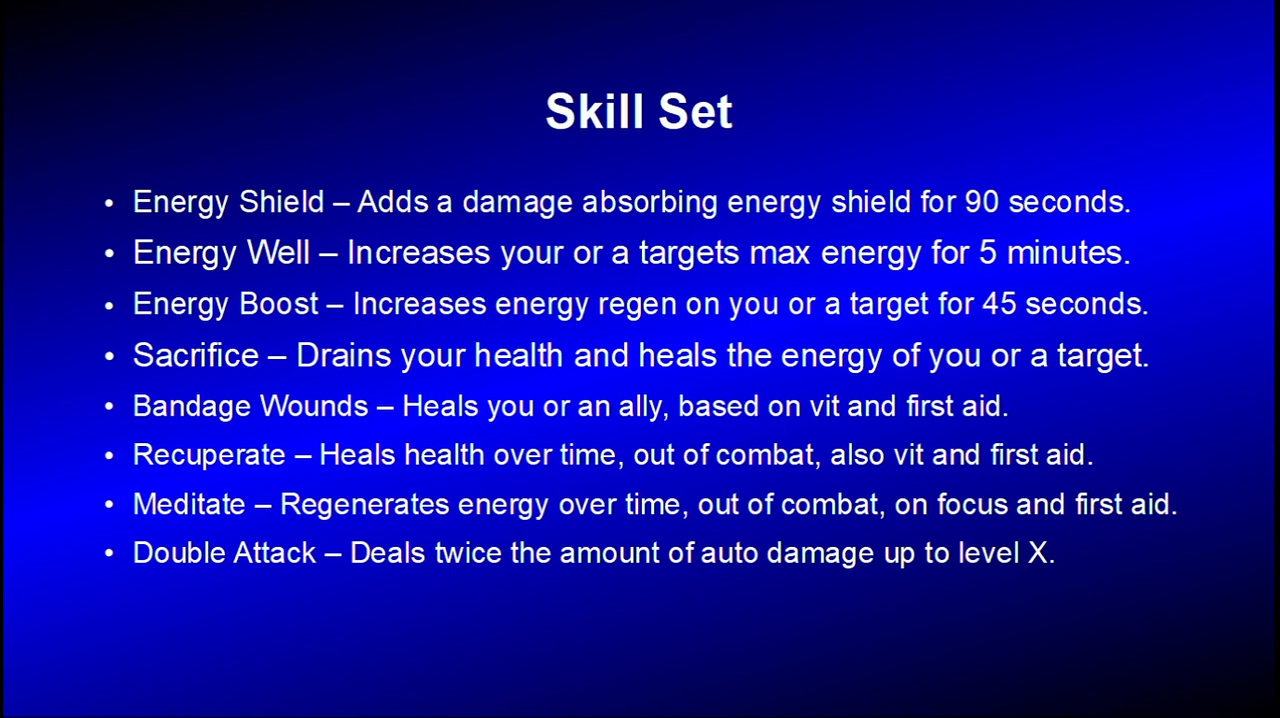 Skill Set
• Energy Shield – Adds a damage absorbing energy shield for 90 seconds.
• Energy Well – Increases your or a targets max energy for 5 minutes.
• Energy Boost – Increases energy regen on you or a target for 45 seconds.
• Sacrifice – Drains your health and heals the energy of you or a target.
• Bandage Wounds – Heals you or an ally, based on vit and first aid.
• Recuperate – Heals health over time, out of combat, also vit and first aid.
• Meditate – Regenerates energy over time, out of combat, on focus and first aid.
• Double Attack – Deals twice the amount of auto damage up to level X.